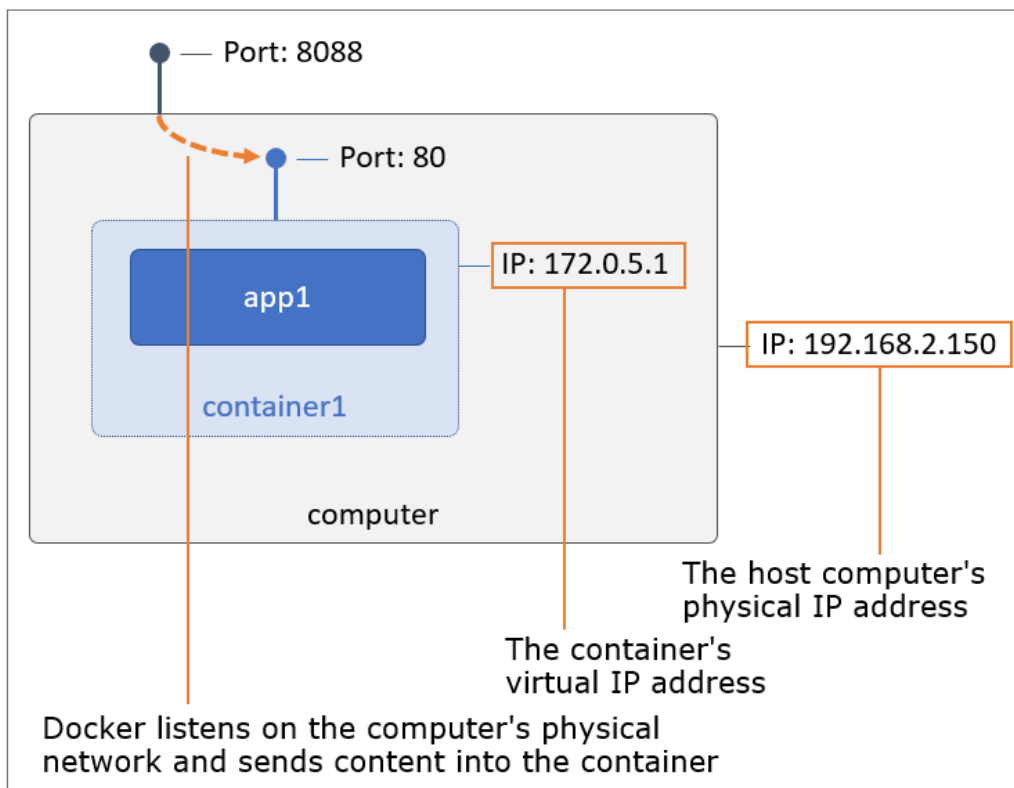 Port: 8088
Port: 80
IP: 172.0.5.1
app1
IP: 192.168.2.150
container1
computer
The host computer's
physical IP address
The container's
virtual IP address
Docker listens on the computer's physical
network and sends content into the container